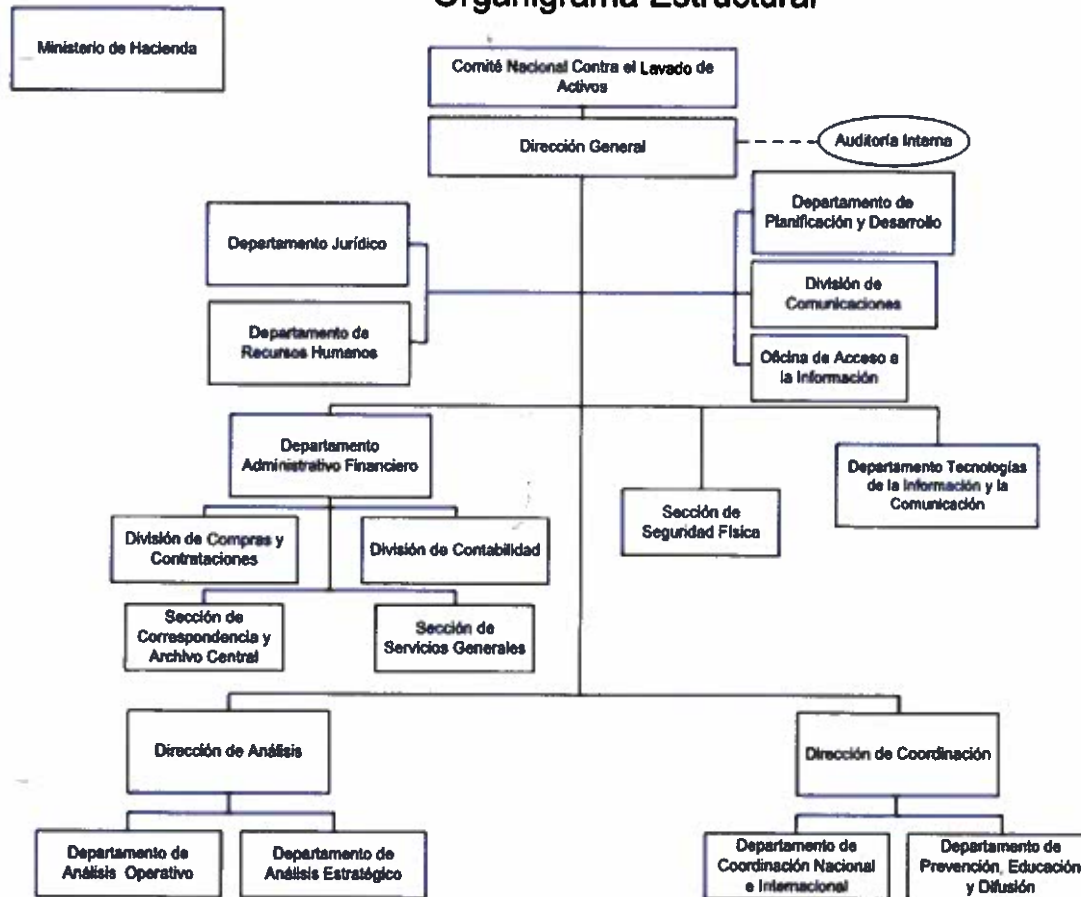 Organigrama Estructural
Ministerio de Hacienda
Comité Nacional Contra el Lavado de
Activos
Dirección General
Auditoría Interna
Departamento de
Planificación y Desarrollo
Departamento Jurídico
División de
Comunicaciones
Departamento de
Recursos Humanos
Oficina de Acceso a
la Información
Departamento
Administrativo Financiero
Sección de
Seguridad Física
Departamento Tecnologías
de la Información y la
Comunicación
División de Compras y
Contrataciones
División de Contabilidad
Sección de
Correspondencia y
Archivo Central
Sección de
Servicios Generales
Dirección de Análisis
Dirección de Coordinación
Departamento de
Análisis Operativo
Departamento de
Análisis Estratégico
Departamento de
Coordinación Nacional
e Internacional
Departamento de
Prevención, Educación
y Difusión